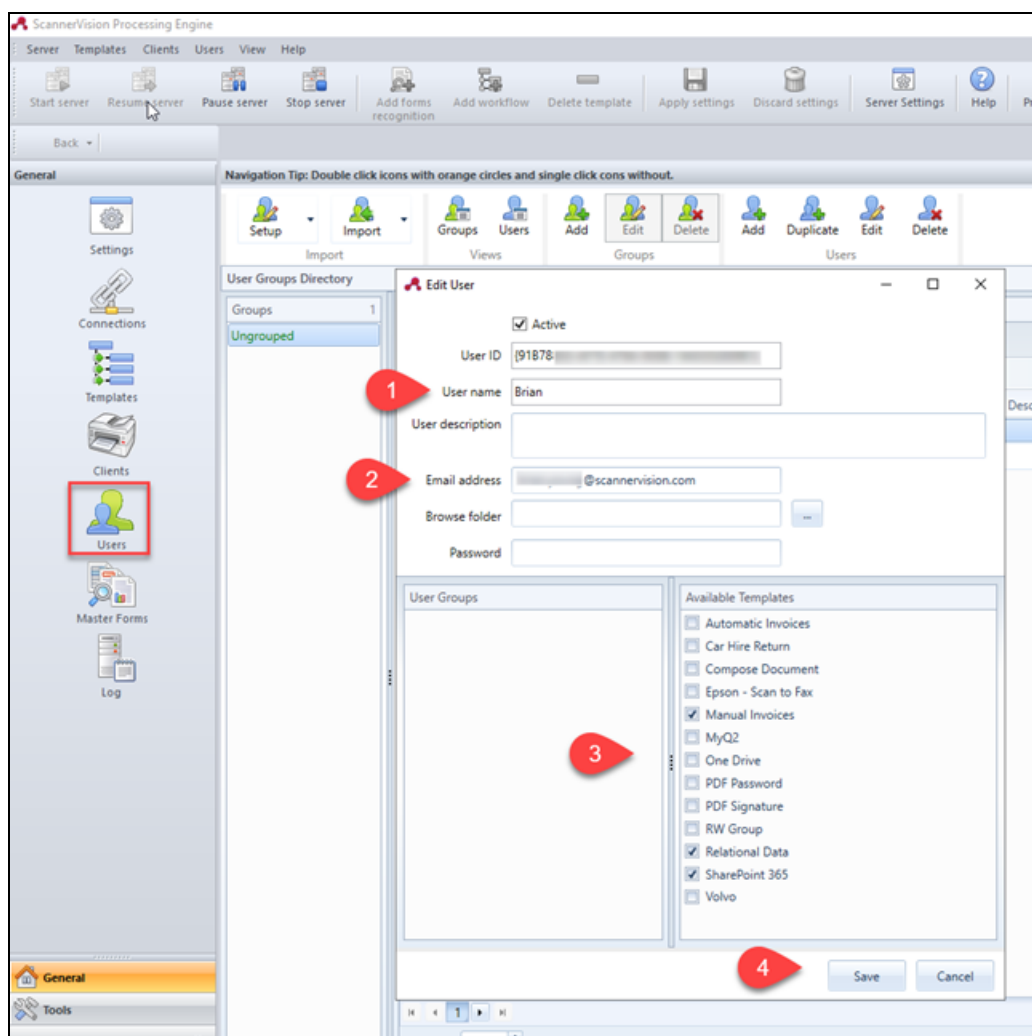 ScannerVision Processing Engine
Server Templates Clients Users View Help
Start server Resume server Pause server Stop server Add forms recognition Add workflow Delete template Apply settings Discard settings Server Settings Help
Back
General
Navigation Tip: Double click icons with orange circles and single click cons without.
Settings
Connections
Templates
Clients
Users
Master Forms
Log
General
Tools
Setup Import Groups Users Add Edit Delete Add Duplicate Edit Delete
Import Views Groups Users
User Groups Directory
Groups 1
Ungrouped
Edit User
Active
User ID {91B78
1 User name Brian
User description
2 Email address @scannervision.com
Browse folder ...
Password
User Groups
Available Templates
Automatic Invoices
Car Hire Return
Compose Document
Epson - Scan to Fax
Manual Invoices
MyQ2
3
One Drive
PDF Password
PDF Signature
RW Group
Relational Data
SharePoint 365
Volvo
4 Save Cancel
1